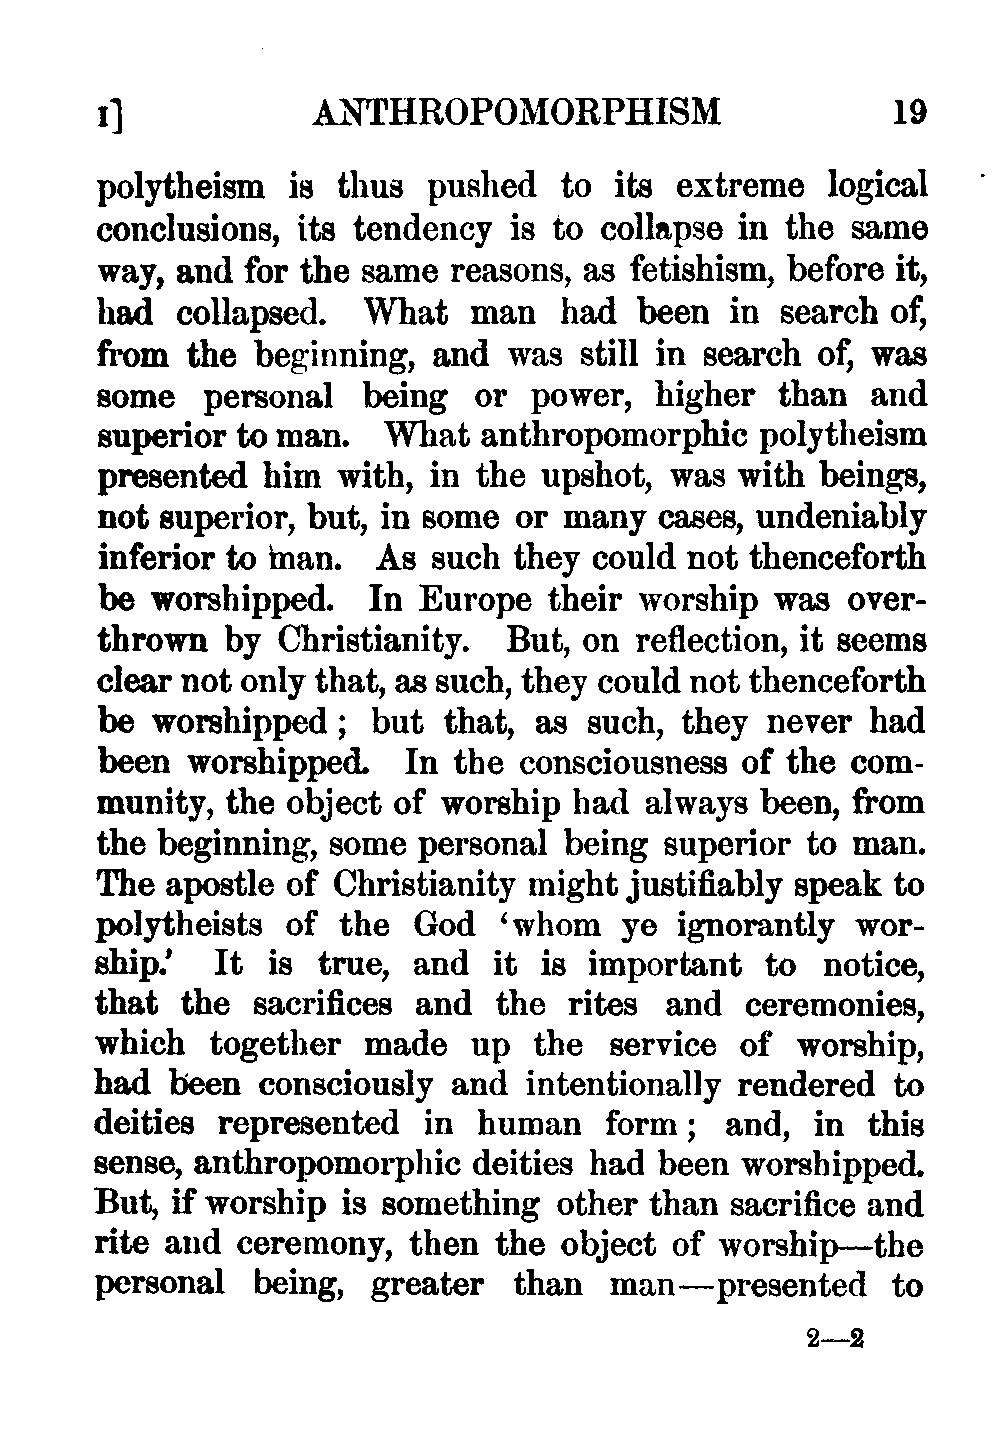 I] ANTHROPOMORPHISM 19
polytheism is thus pushed to its extreme logical
conclusions, its tendency is to collapse in the same
way, and for the same reasons, as fetishism, before it,
had collapsed. What man had been in search of,
from the beginning, and was still in search of, was
some personal being or power, higher than and
superior to man. What anthropomorphic polytheism
presented him with, in the upshot, was with beings,
not superior, but, in some or many cases, undeniably
inferior to man. As such they could not thenceforth
be worshipped. In Europe their worship was over-
thrown by Christianity. But, on reflection, it seems
clear not only that, as such, they could not thenceforth
be worshipped ; but that, as such, they never had
been worshipped. In the consciousness of the com-
munity, the object of worship had always been, from
the beginning, some personal being superior to man.
The apostle of Christianity might justifiably speak to
polytheists of the God ‘whom ye ignorantly wor-
ship.’ It is true, and it is important to notice,
that the sacrifices and the rites and ceremonies,
which together made up the service of worship,
had been consciously and intentionally rendered to
deities represented in human form ; and, in this
sense, anthropomorphic deities had been worshipped.
But, if worship is something other than sacrifice and
rite and ceremony, then the object of worship—the
personal being, greater than man—presented to
2—2